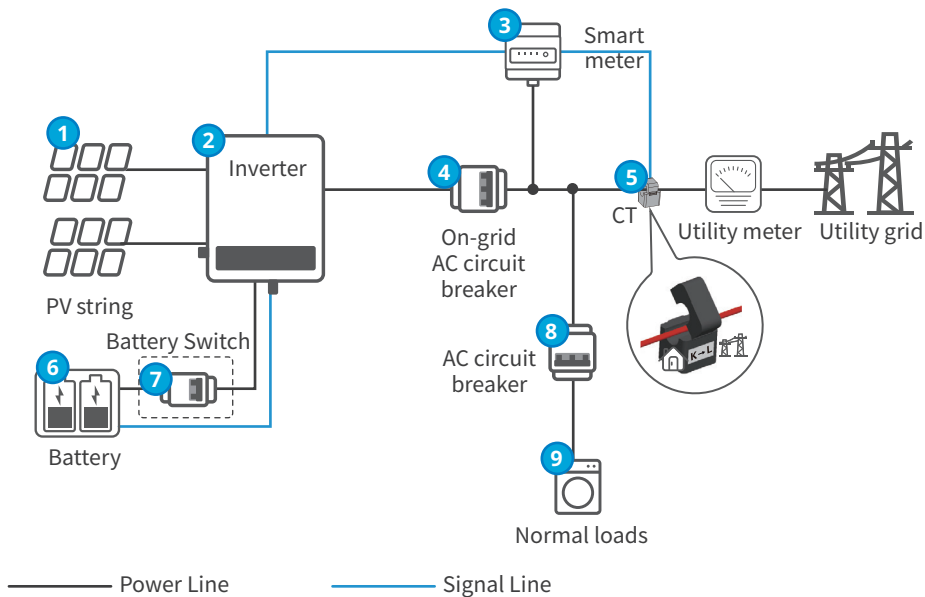 3
Smart
meter
1
2
Inverter
4
5
CT
On-grid
AC circuit
breaker
Utility meter
Utility grid
PV string
Battery Switch
6
7
8
AC circuit
breaker
K→L
Battery
9
Normal loads
Power Line
Signal Line